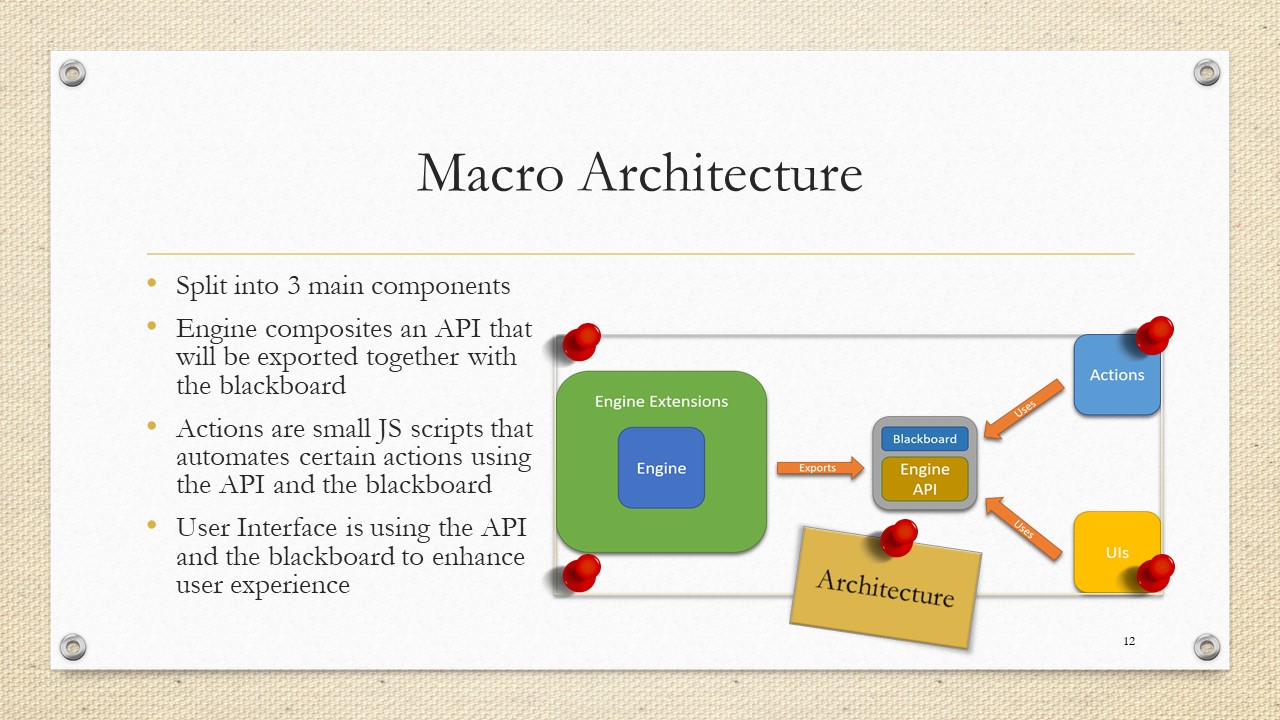 Macro Architecture
• Split into 3 main components
• Engine composites an API that
will be exported together with
the blackboard
• Actions are small JS scripts that
automates certain actions using
the API and the blackboard
• User Interface is using the API
and the blackboard to enhance
user experience
Engine Extensions
Engine
Exports
Blackboard
Engine
API
Uses
Actions
Uses
UIs
Architecture
12